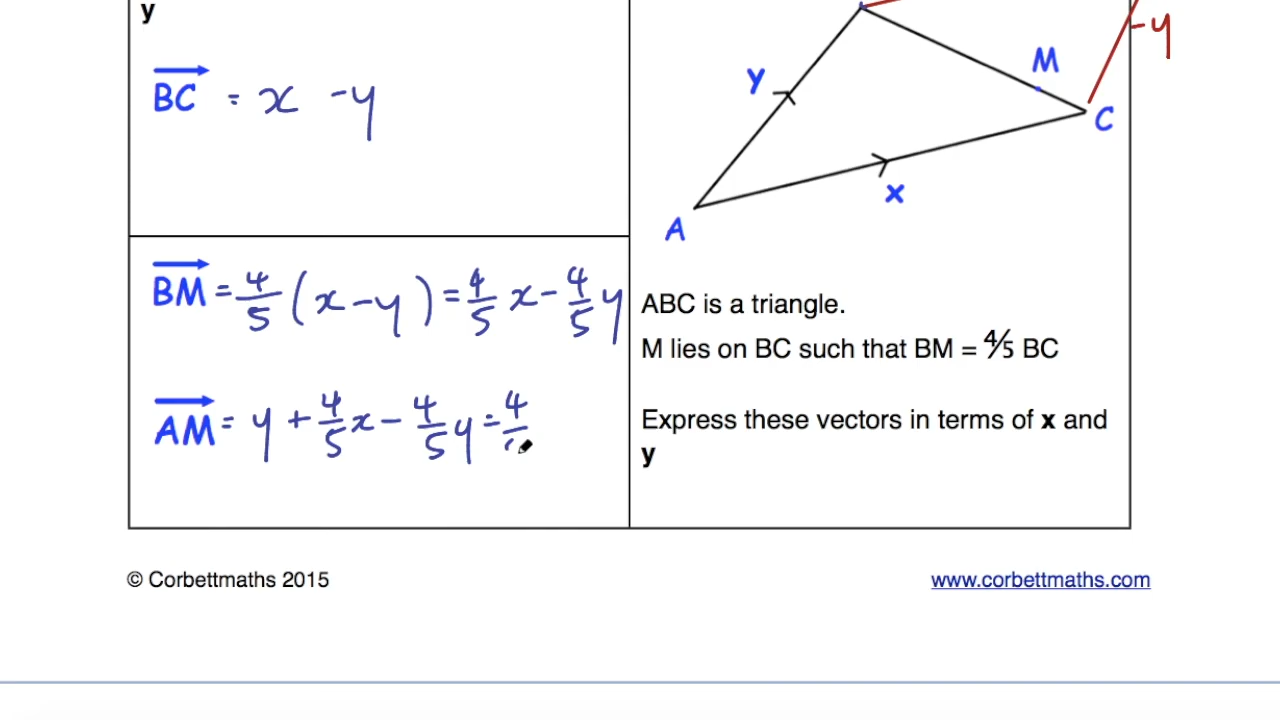 y
BC = x - y
BM = 4/5 (x - y) = 4/5 x - 4/5 y
AM = y + 4/5 x - 4/5 y = 4
y
M
C
- y
x
A
ABC is a triangle.
M lies on BC such that BM = 4/5 BC
Express these vectors in terms of x and
y
© Corbettmaths 2015
www.corbettmaths.com